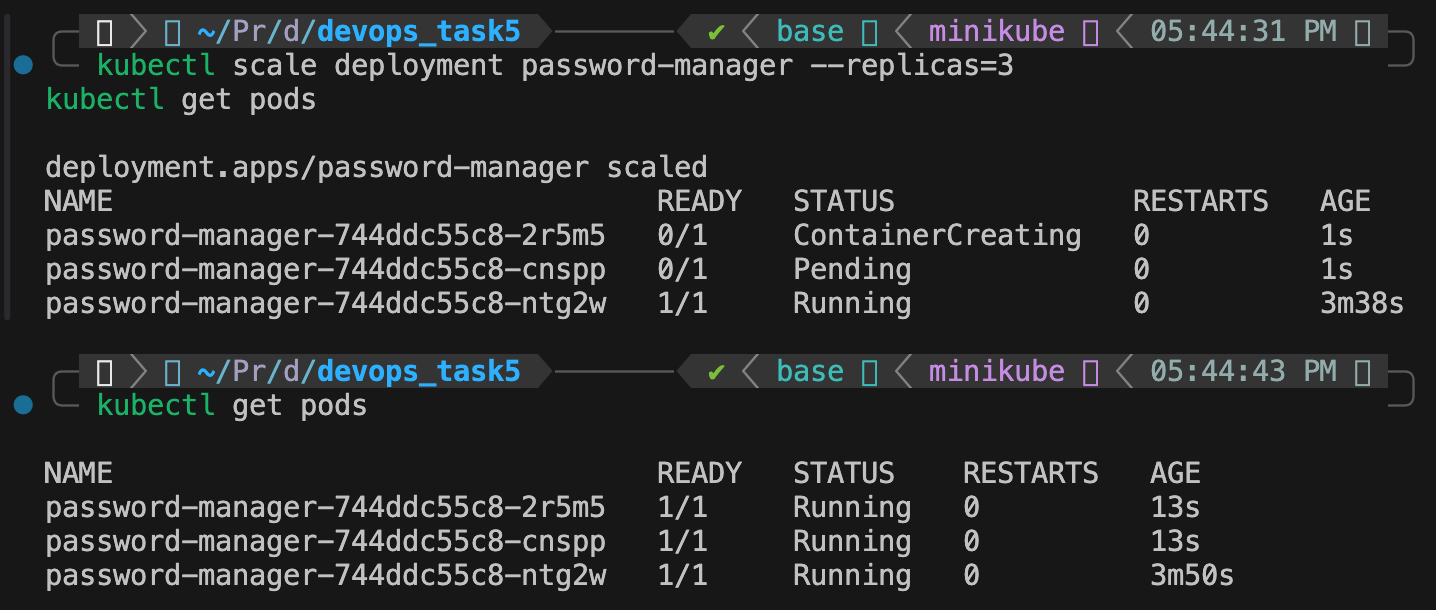 ~/Pr/d/devops_task5 ✔ base minikube 05:44:31 PM
kubectl scale deployment password-manager --replicas=3
kubectl get pods
deployment.apps/password-manager scaled
NAME READY STATUS RESTARTS AGE
password-manager-744ddc55c8-2r5m5 0/1 ContainerCreating 0 1s
password-manager-744ddc55c8-cnspp 0/1 Pending 0 1s
password-manager-744ddc55c8-ntg2w 1/1 Running 0 3m38s
~/Pr/d/devops_task5 ✔ base minikube 05:44:43 PM
kubectl get pods
NAME READY STATUS RESTARTS AGE
password-manager-744ddc55c8-2r5m5 1/1 Running 0 13s
password-manager-744ddc55c8-cnspp 1/1 Running 0 13s
password-manager-744ddc55c8-ntg2w 1/1 Running 0 3m50s